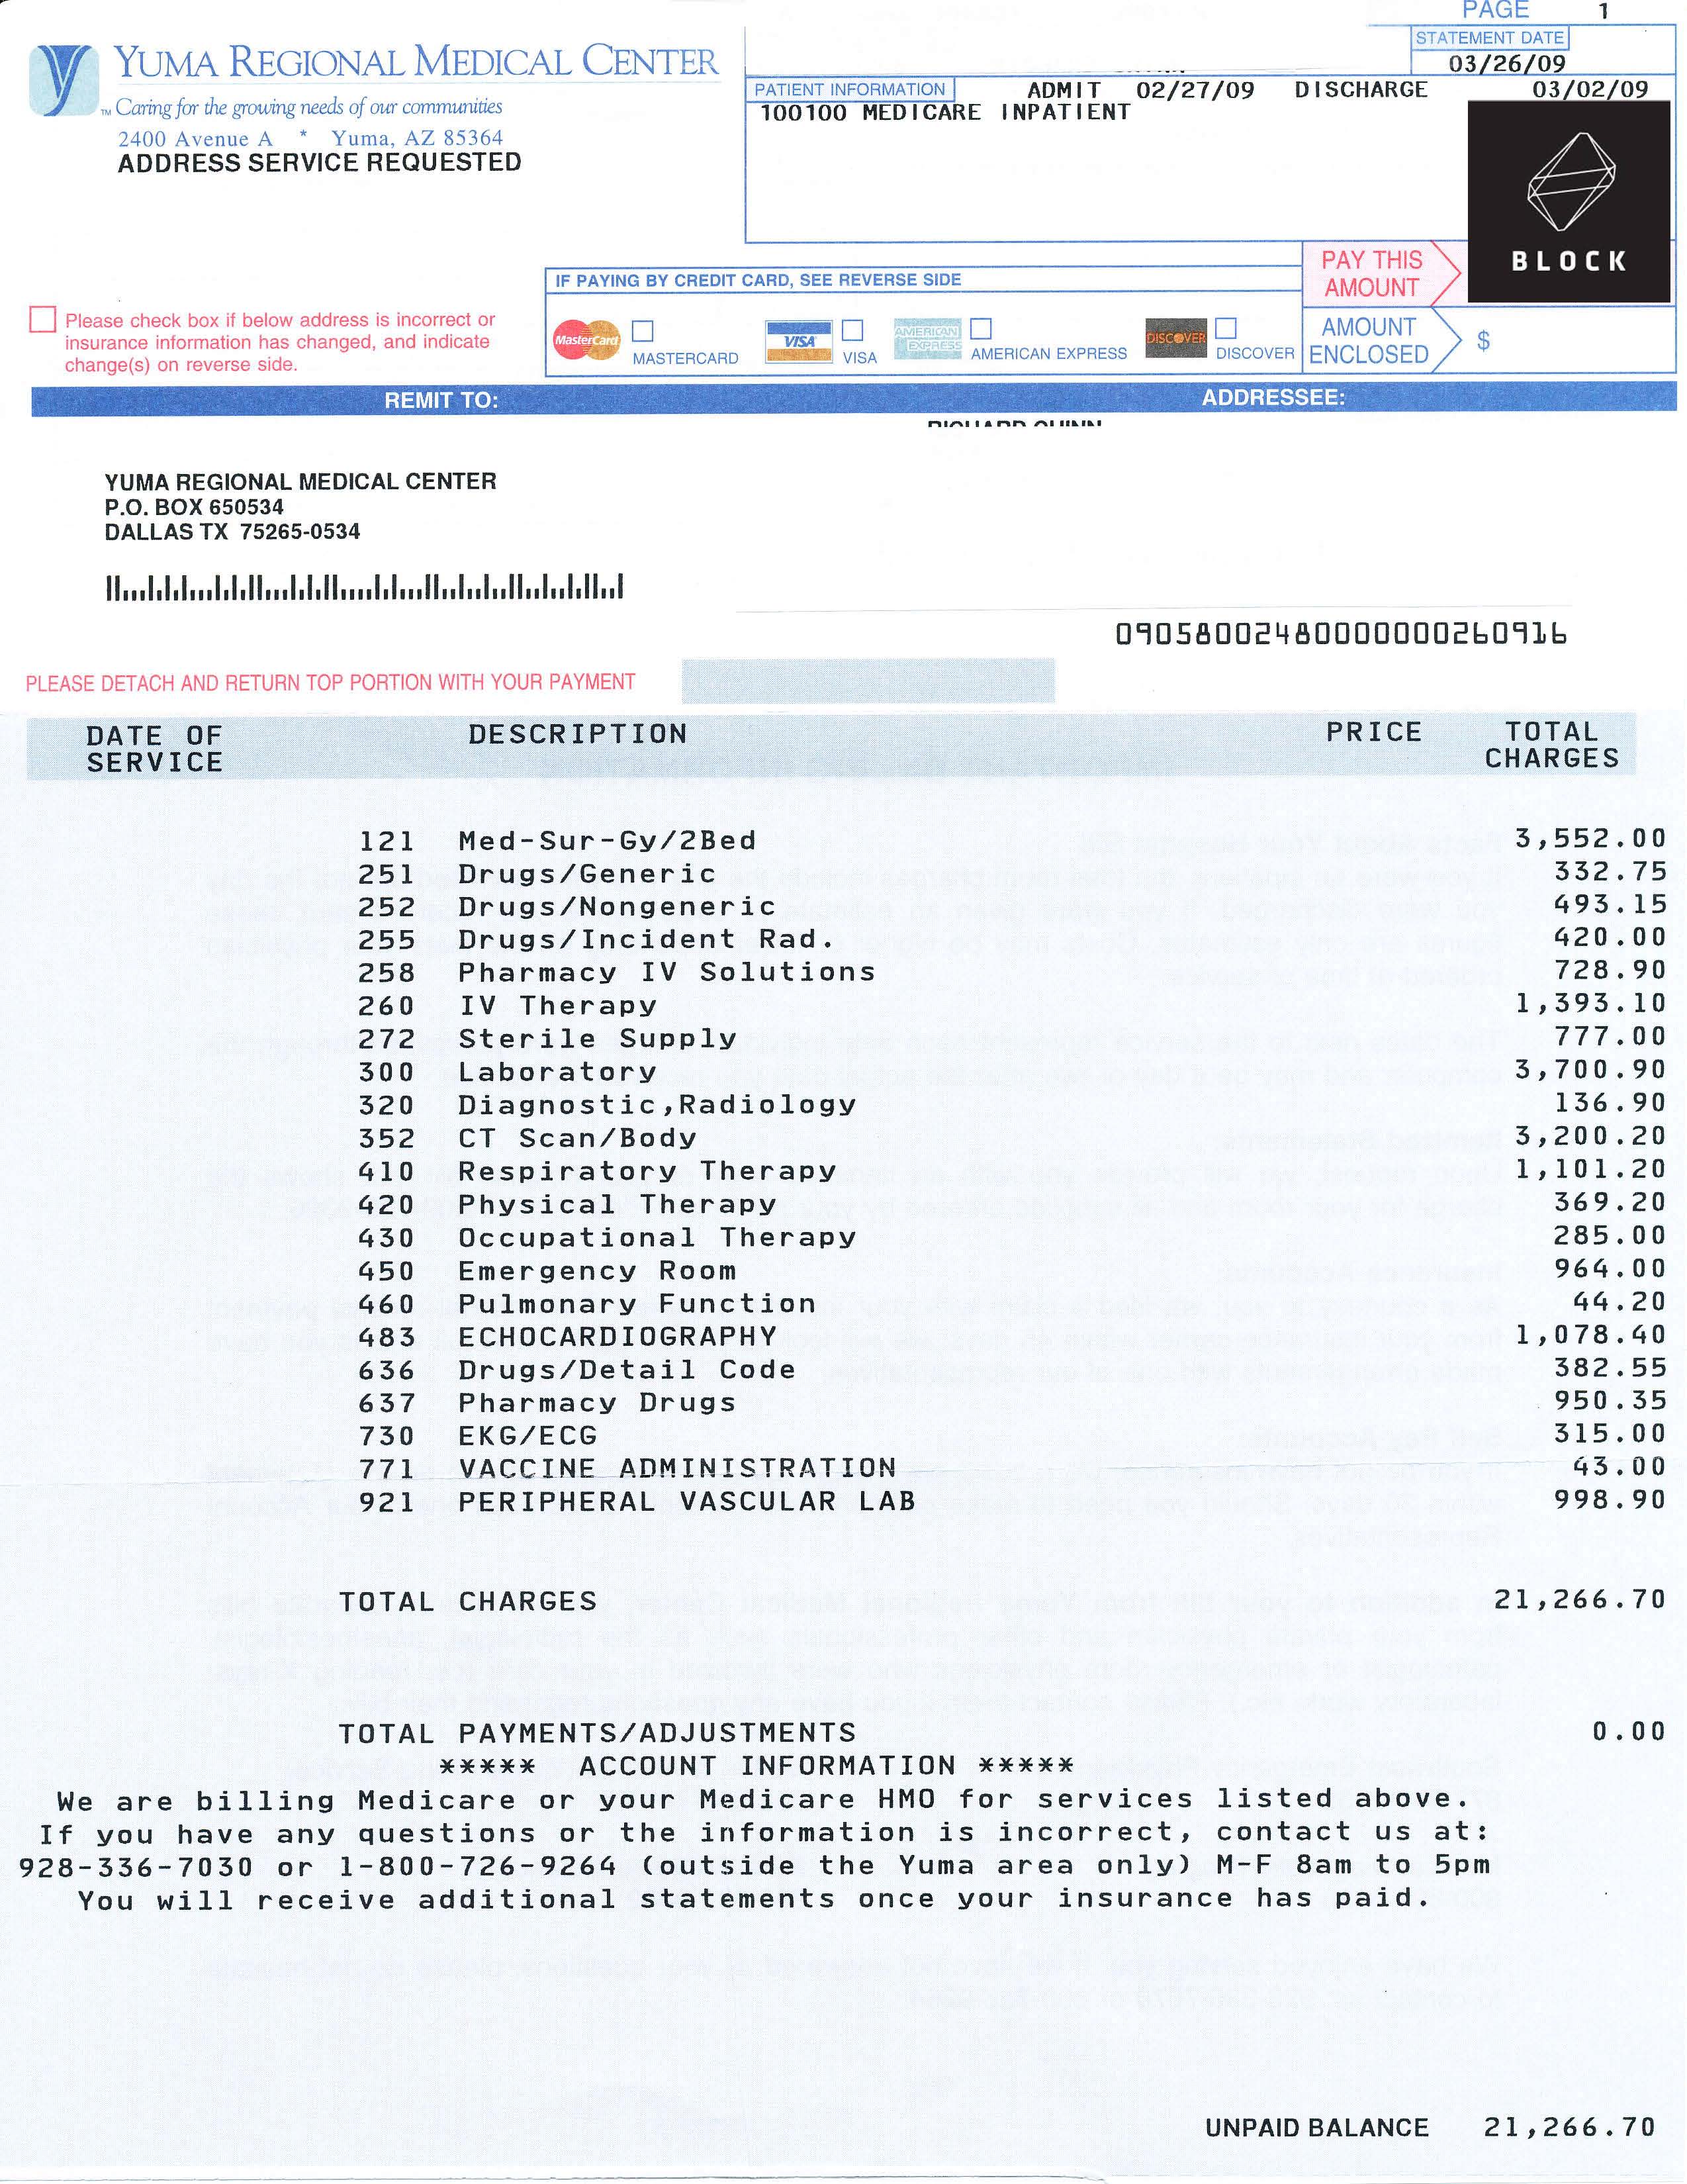 PAGE 1
STATEMENT DATE
03/26/09
YUMA REGIONAL MEDICAL CENTER
TM Caring for the growing needs of our communities
2400 Avenue A * Yuma, AZ 85364
ADDRESS SERVICE REQUESTED
PATIENT INFORMATION ADMIT 02/27/09 DISCHARGE 03/02/09
100100 MEDICARE INPATIENT
BLOCK
PAY THIS
AMOUNT
IF PAYING BY CREDIT CARD, SEE REVERSE SIDE
Please check box if below address is incorrect or
insurance information has changed, and indicate
change(s) on reverse side.
MasterCard MASTERCARD
VISA VISA
AMERICAN EXPRESS AMERICAN EXPRESS
DISCOVER DISCOVER
AMOUNT
ENCLOSED $
REMIT TO: ADDRESSEE:
YUMA REGIONAL MEDICAL CENTER
P.O. BOX 650534
DALLAS TX 75265-0534
09058002480000000260916
PLEASE DETACH AND RETURN TOP PORTION WITH YOUR PAYMENT
DATE OF SERVICE DESCRIPTION PRICE TOTAL CHARGES
121 Med-Sur-Gy/2Bed 3,552.00
251 Drugs/Generic 332.75
252 Drugs/Nongeneric 493.15
255 Drugs/Incident Rad. 420.00
258 Pharmacy IV Solutions 728.90
260 IV Therapy 1,393.10
272 Sterile Supply 777.00
300 Laboratory 3,700.90
320 Diagnostic,Radiology 136.90
352 CT Scan/Body 3,200.20
410 Respiratory Therapy 1,101.20
420 Physical Therapy 369.20
430 Occupational Therapy 285.00
450 Emergency Room 964.00
460 Pulmonary Function 44.20
483 ECHOCARDIOGRAPHY 1,078.40
636 Drugs/Detail Code 382.55
637 Pharmacy Drugs 950.35
730 EKG/ECG 315.00
771 VACCINE ADMINISTRATION 43.00
921 PERIPHERAL VASCULAR LAB 998.90
TOTAL CHARGES 21,266.70
TOTAL PAYMENTS/ADJUSTMENTS 0.00
***** ACCOUNT INFORMATION *****
We are billing Medicare or your Medicare HMO for services listed above.
If you have any questions or the information is incorrect, contact us at:
928-336-7030 or 1-800-726-9264 (outside the Yuma area only) M-F 8am to 5pm
You will receive additional statements once your insurance has paid.
UNPAID BALANCE 21,266.70